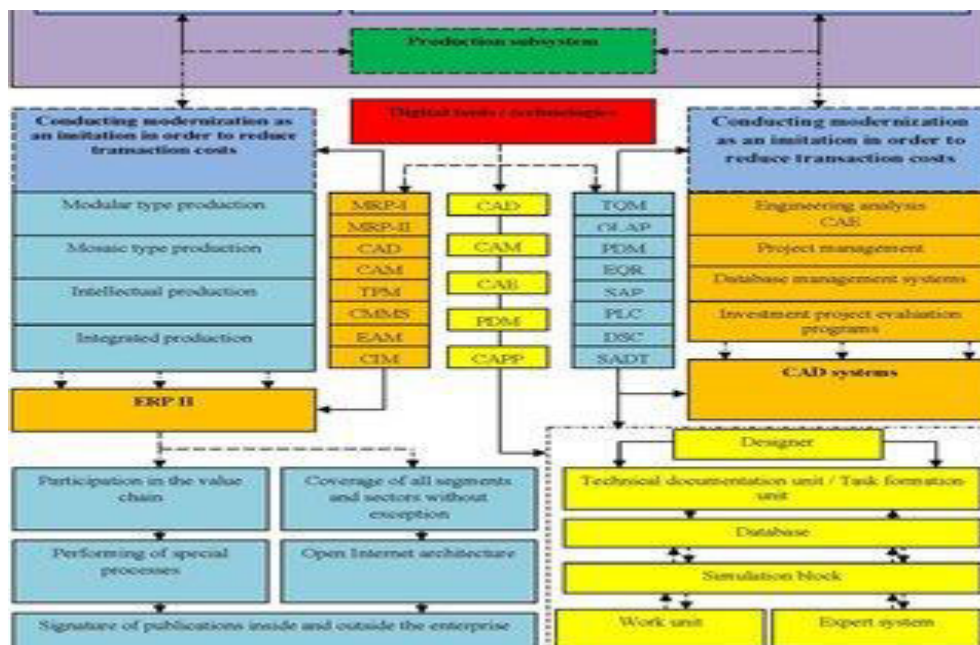 Production subsystem
Conducting modernization as
an imitation in order to reduce
transaction costs
Digital tools / technologies
Conducting modernization
as an imitation in order to
reduce transaction costs
Modular type production
Mosaic type production
Intellectual production
Integrated production
MRP-I
MRP-II
CAD
CAM
TPM
CMMS
EAM
CIM
CAD
CAM
CAE
PDM
CAPP
TQM
OLAP
PDM
EQR
SAP
PLC
DSC
SADT
Engineering analysis
CAE
Project management
Database management systems
Investment project evaluation
programs
ERP II
CAD systems
Participation in the value
chain
Coverage of all segments
and sectors without
exception
Performing of special
processes
Open Internet architecture
Signature of publications inside and outside the enterprise
Designer
Technical documentation unit / Task formation
unit
Database
Simulation block
Work unit
Expert system